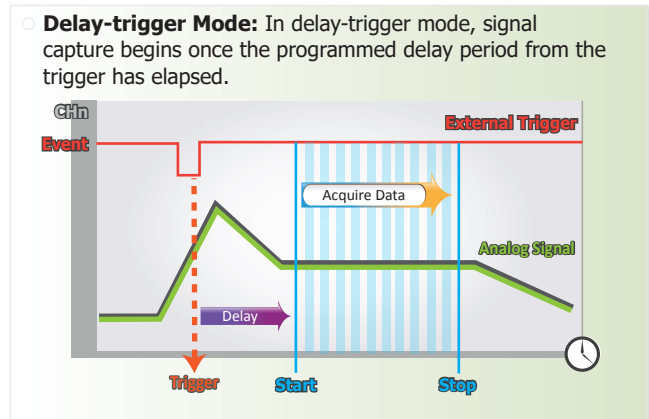 Delay-trigger Mode: In delay-trigger mode, signal
capture begins once the programmed delay period from the
trigger has elapsed.
CHn
External Trigger
Event
Acquire Data
Analog Signal
Delay
Trigger
Start
Stop